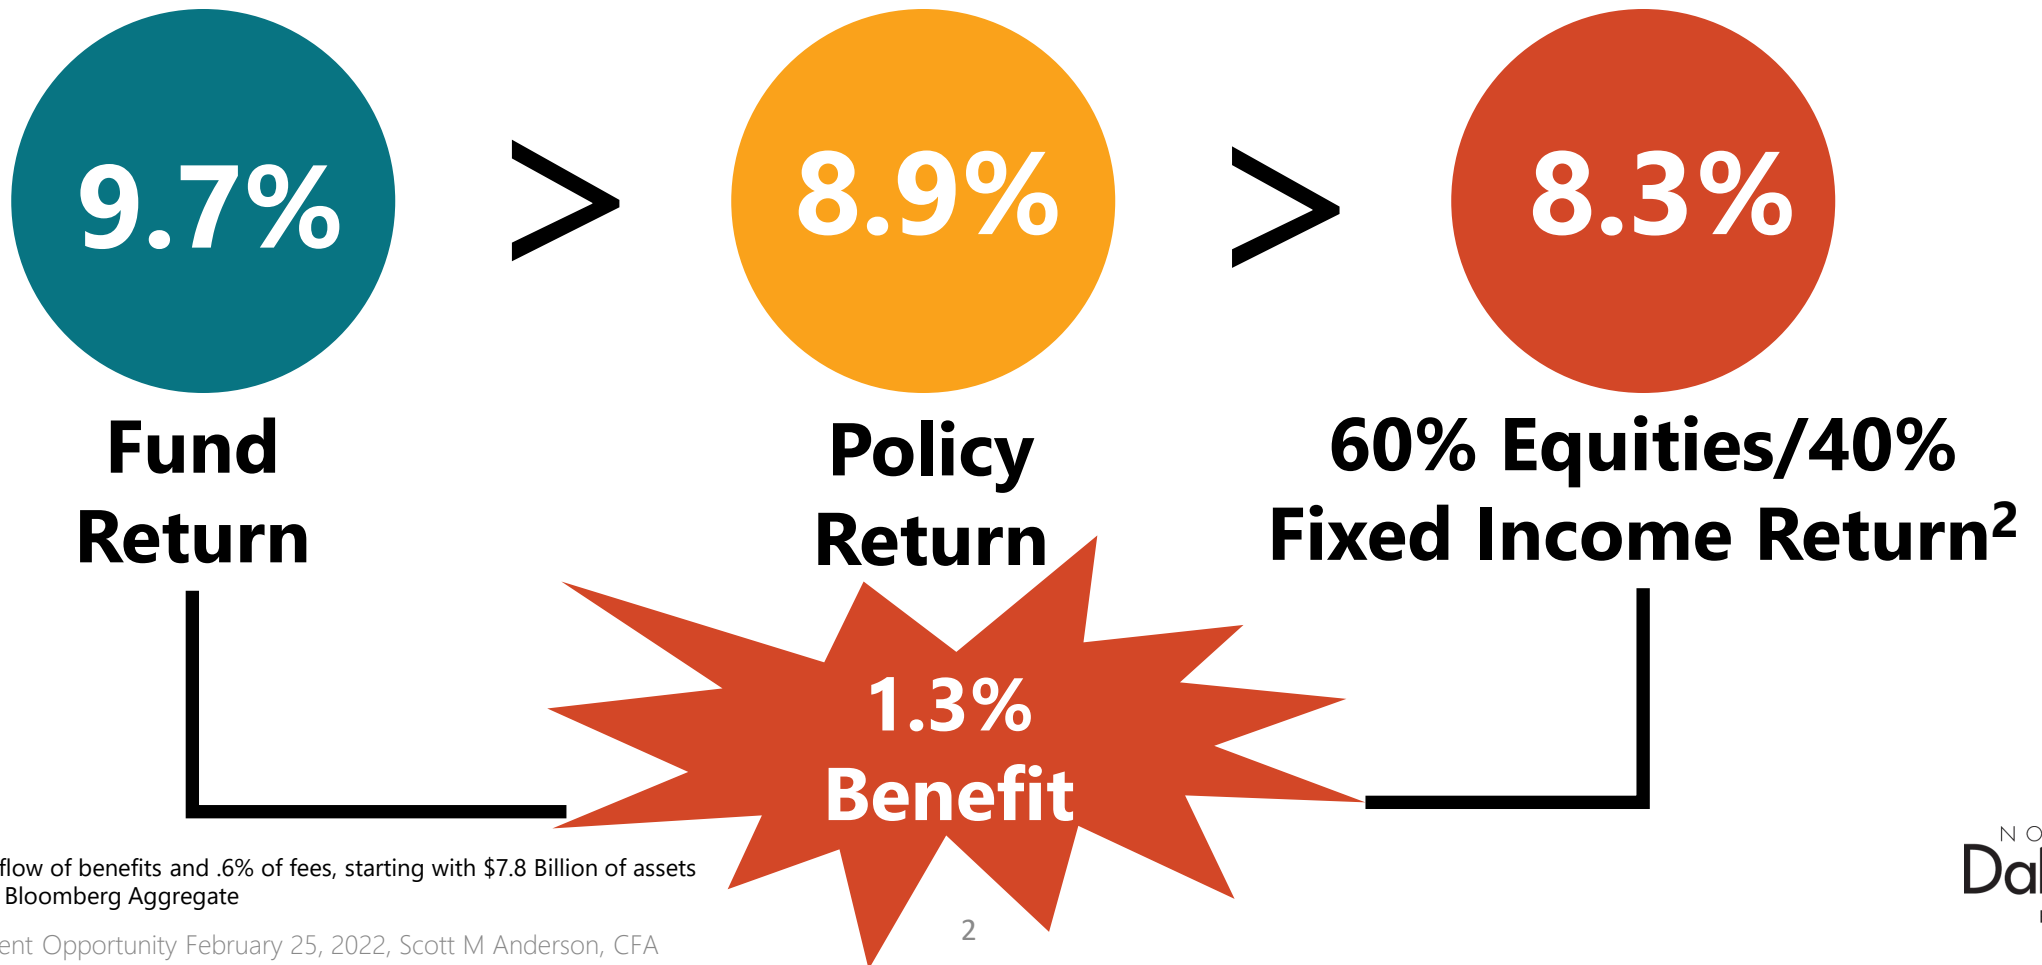 9.7%
>
8.9%
>
8.3%
Fund
Return
Policy
Return
60% Equities/40%
Fixed Income Return²
1.3%
Benefit
flow of benefits and .6% of fees, starting with $7.8 Billion of assets
Bloomberg Aggregate
ent Opportunity February 25, 2022, Scott M Anderson, CFA
2
NO
Da